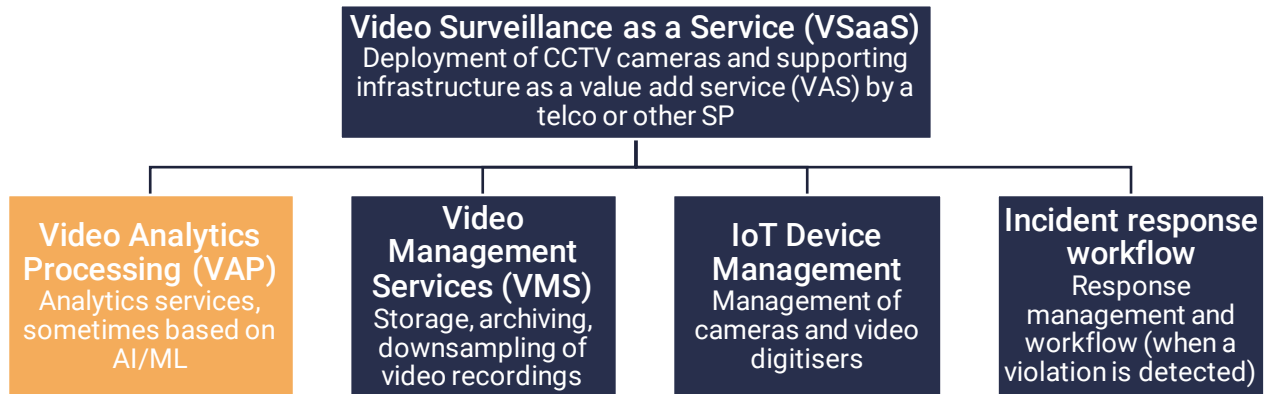 Video Surveillance as a Service (VSaaS)
Deployment of CCTV cameras and supporting
infrastructure as a value add service (VAS) by a
telco or other SP
Video Analytics
Processing (VAP)
Analytics services,
sometimes based on
AI/ML
Video
Management
Services (VMS)
Storage, archiving,
downsampling of
video recordings
IoT Device
Management
Management of
cameras and video
digitisers
Incident response
workflow
Response
management and
workflow (when a
violation is detected)